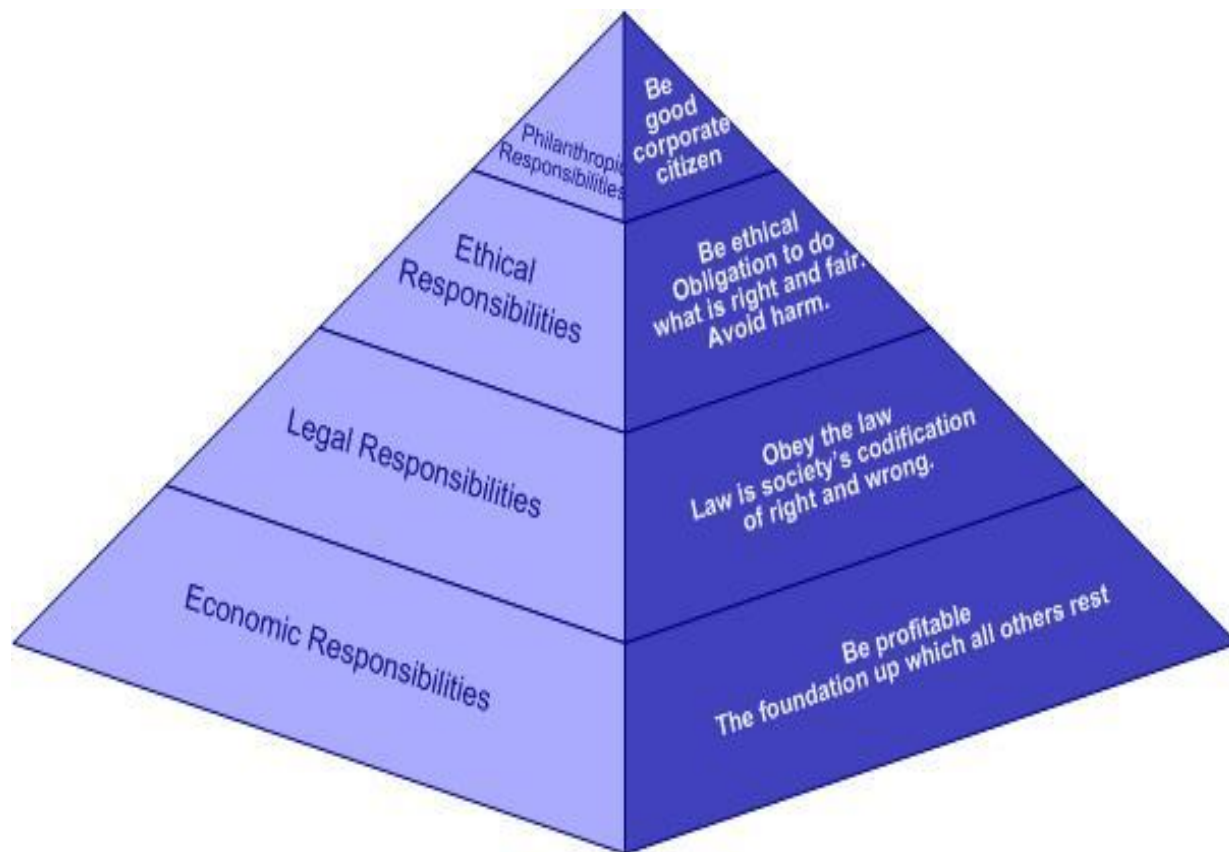 Philanthropic
Responsibilities
Be
good
corporate
citizen
Ethical
Responsibilities
Be ethical
Obligation to do
what is right and fair.
Avoid harm.
Legal Responsibilities
Obey the law
Law is society's codification
of right and wrong.
Economic Responsibilities
Be profitable
The foundation up which all others rest